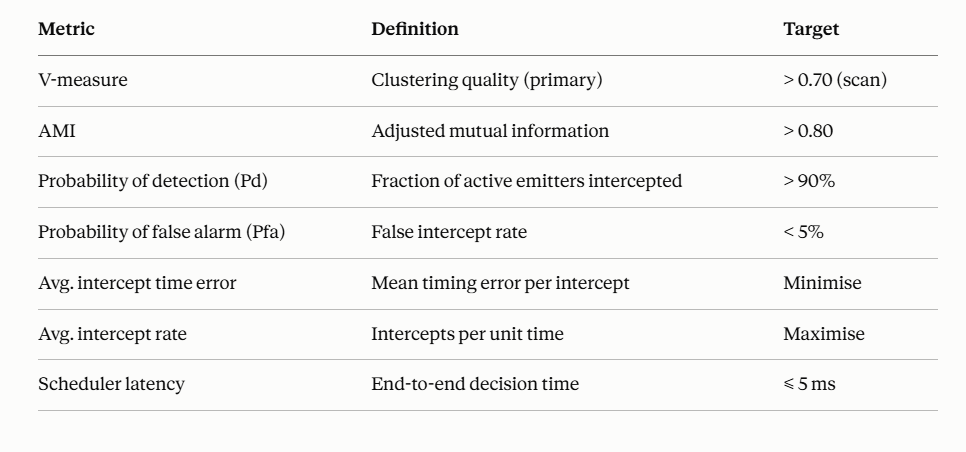 Metric Definition Target
V-measure Clustering quality (primary) > 0.70 (scan)
AMI Adjusted mutual information > 0.80
Probability of detection (Pd) Fraction of active emitters intercepted > 90%
Probability of false alarm (Pfa) False intercept rate < 5%
Avg. intercept time error Mean timing error per intercept Minimise
Avg. intercept rate Intercepts per unit time Maximise
Scheduler latency End-to-end decision time ⩽ 5 ms